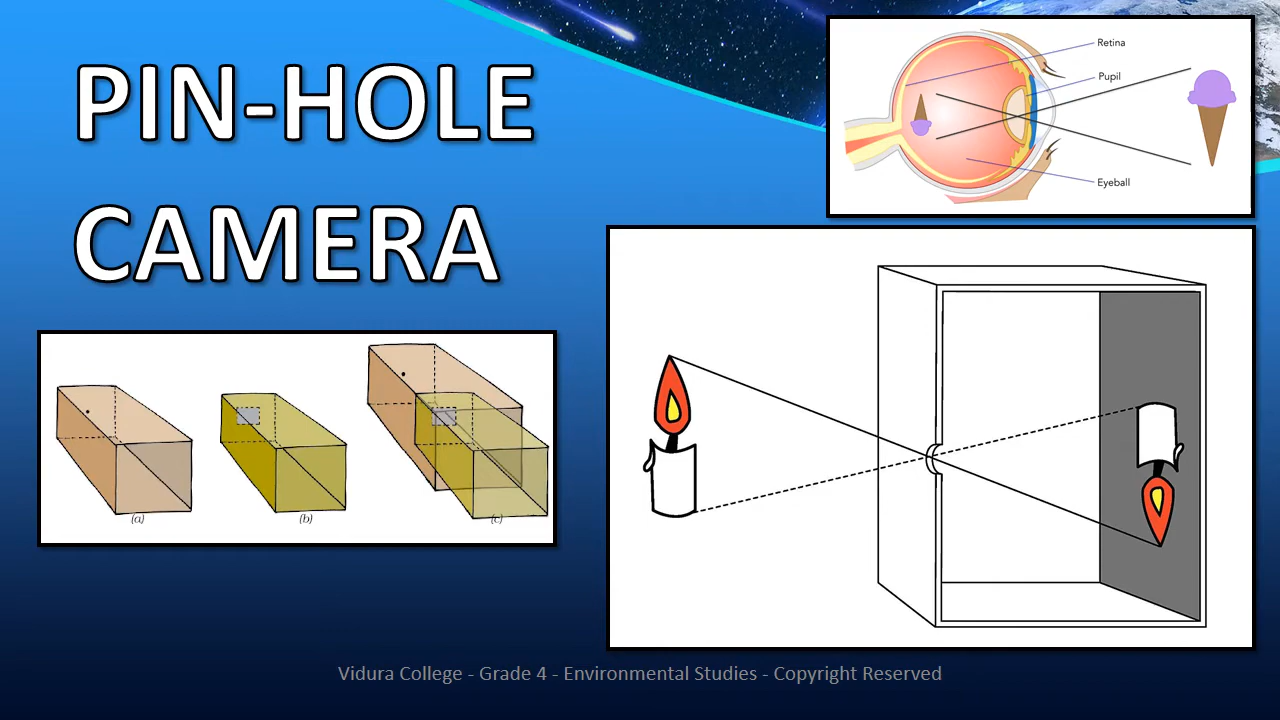 PIN-HOLE
CAMERA
Retina
Pupil
Eyeball
(a)
(b)
(c)
Vidura College - Grade 4 - Environmental Studies - Copyright Reserved